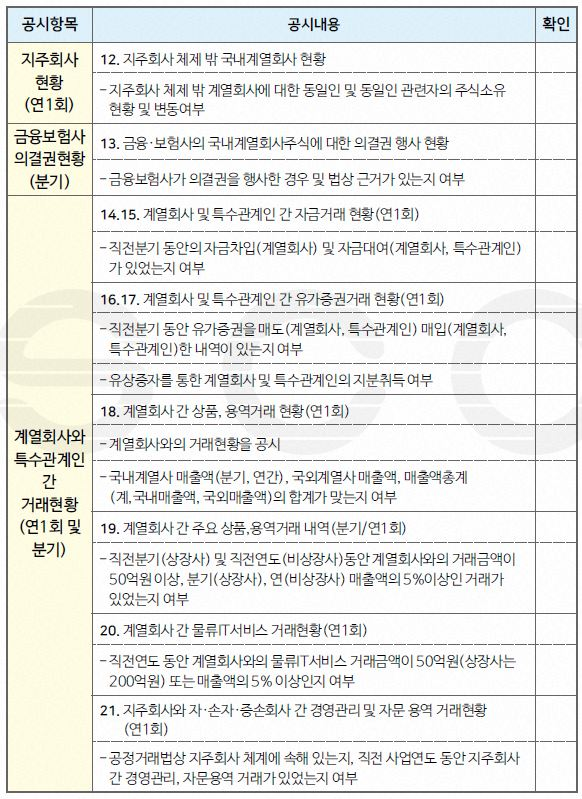 공시항목 공시내용 확인
지주회사
현황
(연1회)
12. 지주회사 체제 밖 국내계열회사 현황
- 지주회사 체제 밖 계열회사에 대한 동일인 및 동일인 관련자의 주식소유
현황 및 변동여부
금융보험사
의결권현황
(분기)
13. 금융·보험사의 국내계열회사주식에 대한 의결권 행사 현황
- 금융보험사가 의결권을 행사한 경우 및 법상 근거가 있는지 여부
계열회사와
특수관계인
간
거래현황
(연1회 및
분기)
14.15. 계열회사 및 특수관계인 간 자금거래 현황(연1회)
- 직전분기 동안의 자금차입(계열회사) 및 자금대여(계열회사, 특수관계인)
가 있었는지 여부
16.17. 계열회사 및 특수관계인 간 유가증권거래 현황(연1회)
- 직전분기 동안 유가증권을 매도(계열회사, 특수관계인) 매입(계열회사,
특수관계인)한 내역이 있는지 여부
- 유상증자를 통한 계열회사 및 특수관계인의 지분취득 여부
18. 계열회사 간 상품, 용역거래 현황(연1회)
- 계열회사와의 거래현황을 공시
- 국내계열사 매출액(분기, 연간), 국외계열사 매출액, 매출액총계
(계,국내매출액, 국외매출액)의 합계가 맞는지 여부
19. 계열회사 간 주요 상품,용역거래 내역(분기/연1회)
- 직전분기(상장사) 및 직전연도(비상장사)동안 계열회사와의 거래금액이
50억원 이상, 분기(상장사), 연(비상장사) 매출액의 5%이상인 거래가
있었는지 여부
20. 계열회사 간 물류IT서비스 거래현황(연1회)
- 직전연도 동안 계열회사와의 물류IT서비스 거래금액이 50억원(상장사는
200억원) 또는 매출액의 5% 이상인지 여부
21. 지주회사와 자·손자·증손회사 간 경영관리 및 자문 용역 거래현황
(연1회)
- 공정거래법상 지주회사 체계에 속해 있는지, 직전 사업연도 동안 지주회사
간 경영관리, 자문용역 거래가 있었는지 여부